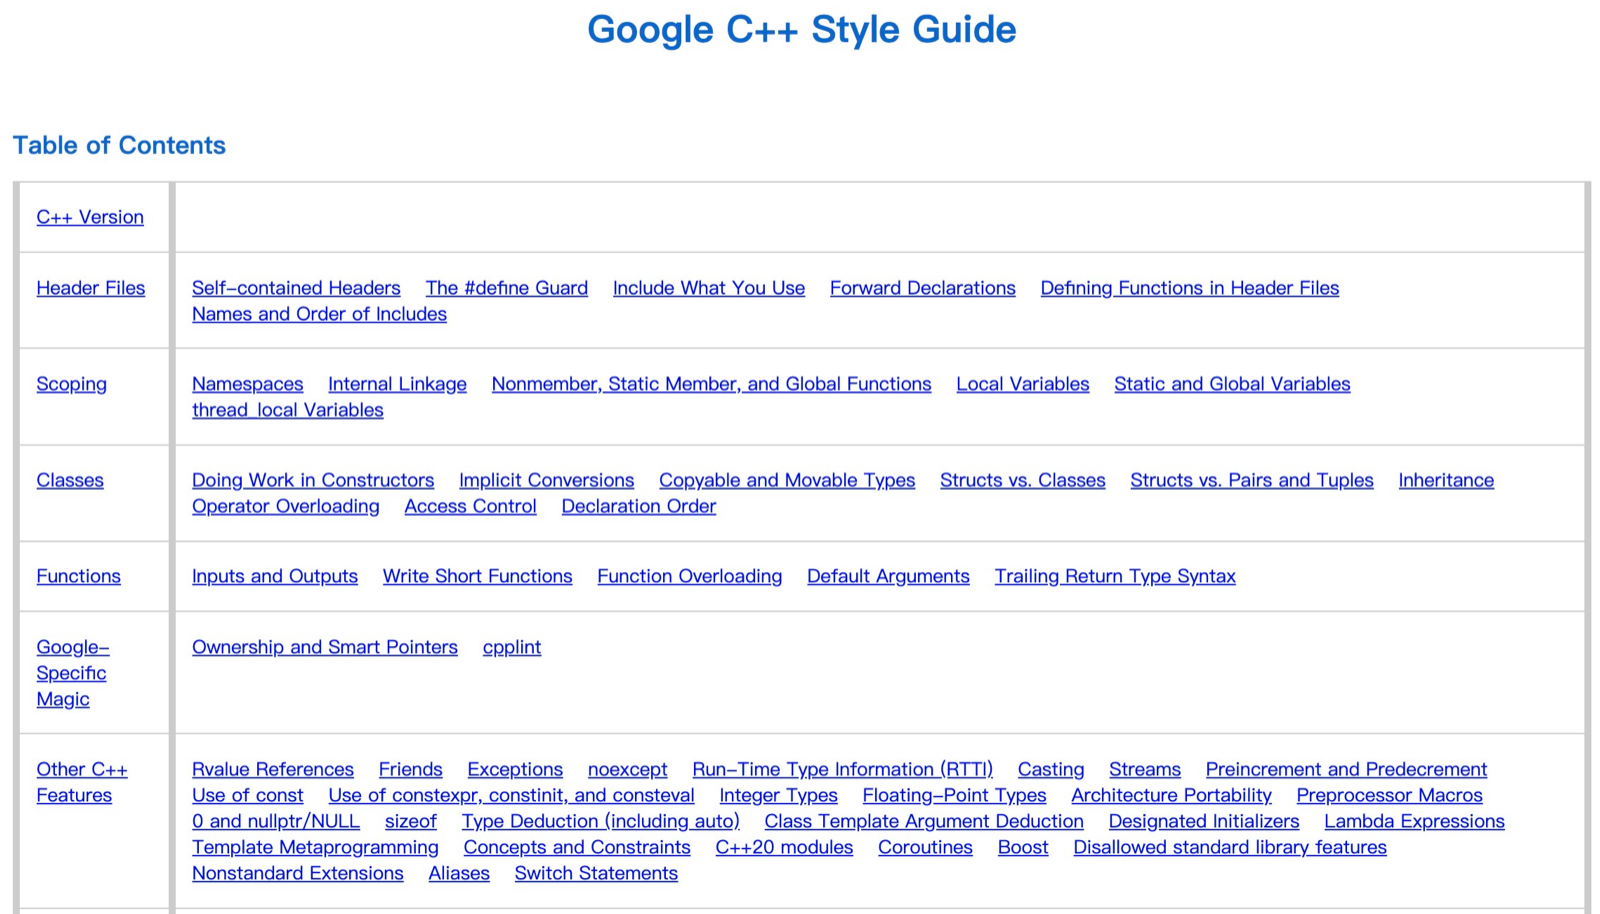 Google C++ Style Guide
Table of Contents
C++ Version
Header Files
Self-contained Headers The #define Guard Include What You Use Forward Declarations Defining Functions in Header Files
Names and Order of Includes
Scoping
Namespaces Internal Linkage Nonmember, Static Member, and Global Functions Local Variables Static and Global Variables
thread_local Variables
Classes
Doing Work in Constructors Implicit Conversions Copyable and Movable Types Structs vs. Classes Structs vs. Pairs and Tuples Inheritance
Operator Overloading Access Control Declaration Order
Functions
Inputs and Outputs Write Short Functions Function Overloading Default Arguments Trailing Return Type Syntax
Google-
Specific
Magic
Ownership and Smart Pointers cpplint
Other C++
Features
Rvalue References Friends Exceptions noexcept Run-Time Type Information (RTTI) Casting Streams Preincrement and Predecrement
Use of const Use of constexpr, constinit, and consteval Integer Types Floating-Point Types Architecture Portability Preprocessor Macros
0 and nullptr/NULL sizeof Type Deduction (including auto) Class Template Argument Deduction Designated Initializers Lambda Expressions
Template Metaprogramming Concepts and Constraints C++20 modules Coroutines Boost Disallowed standard library features
Nonstandard Extensions Aliases Switch Statements